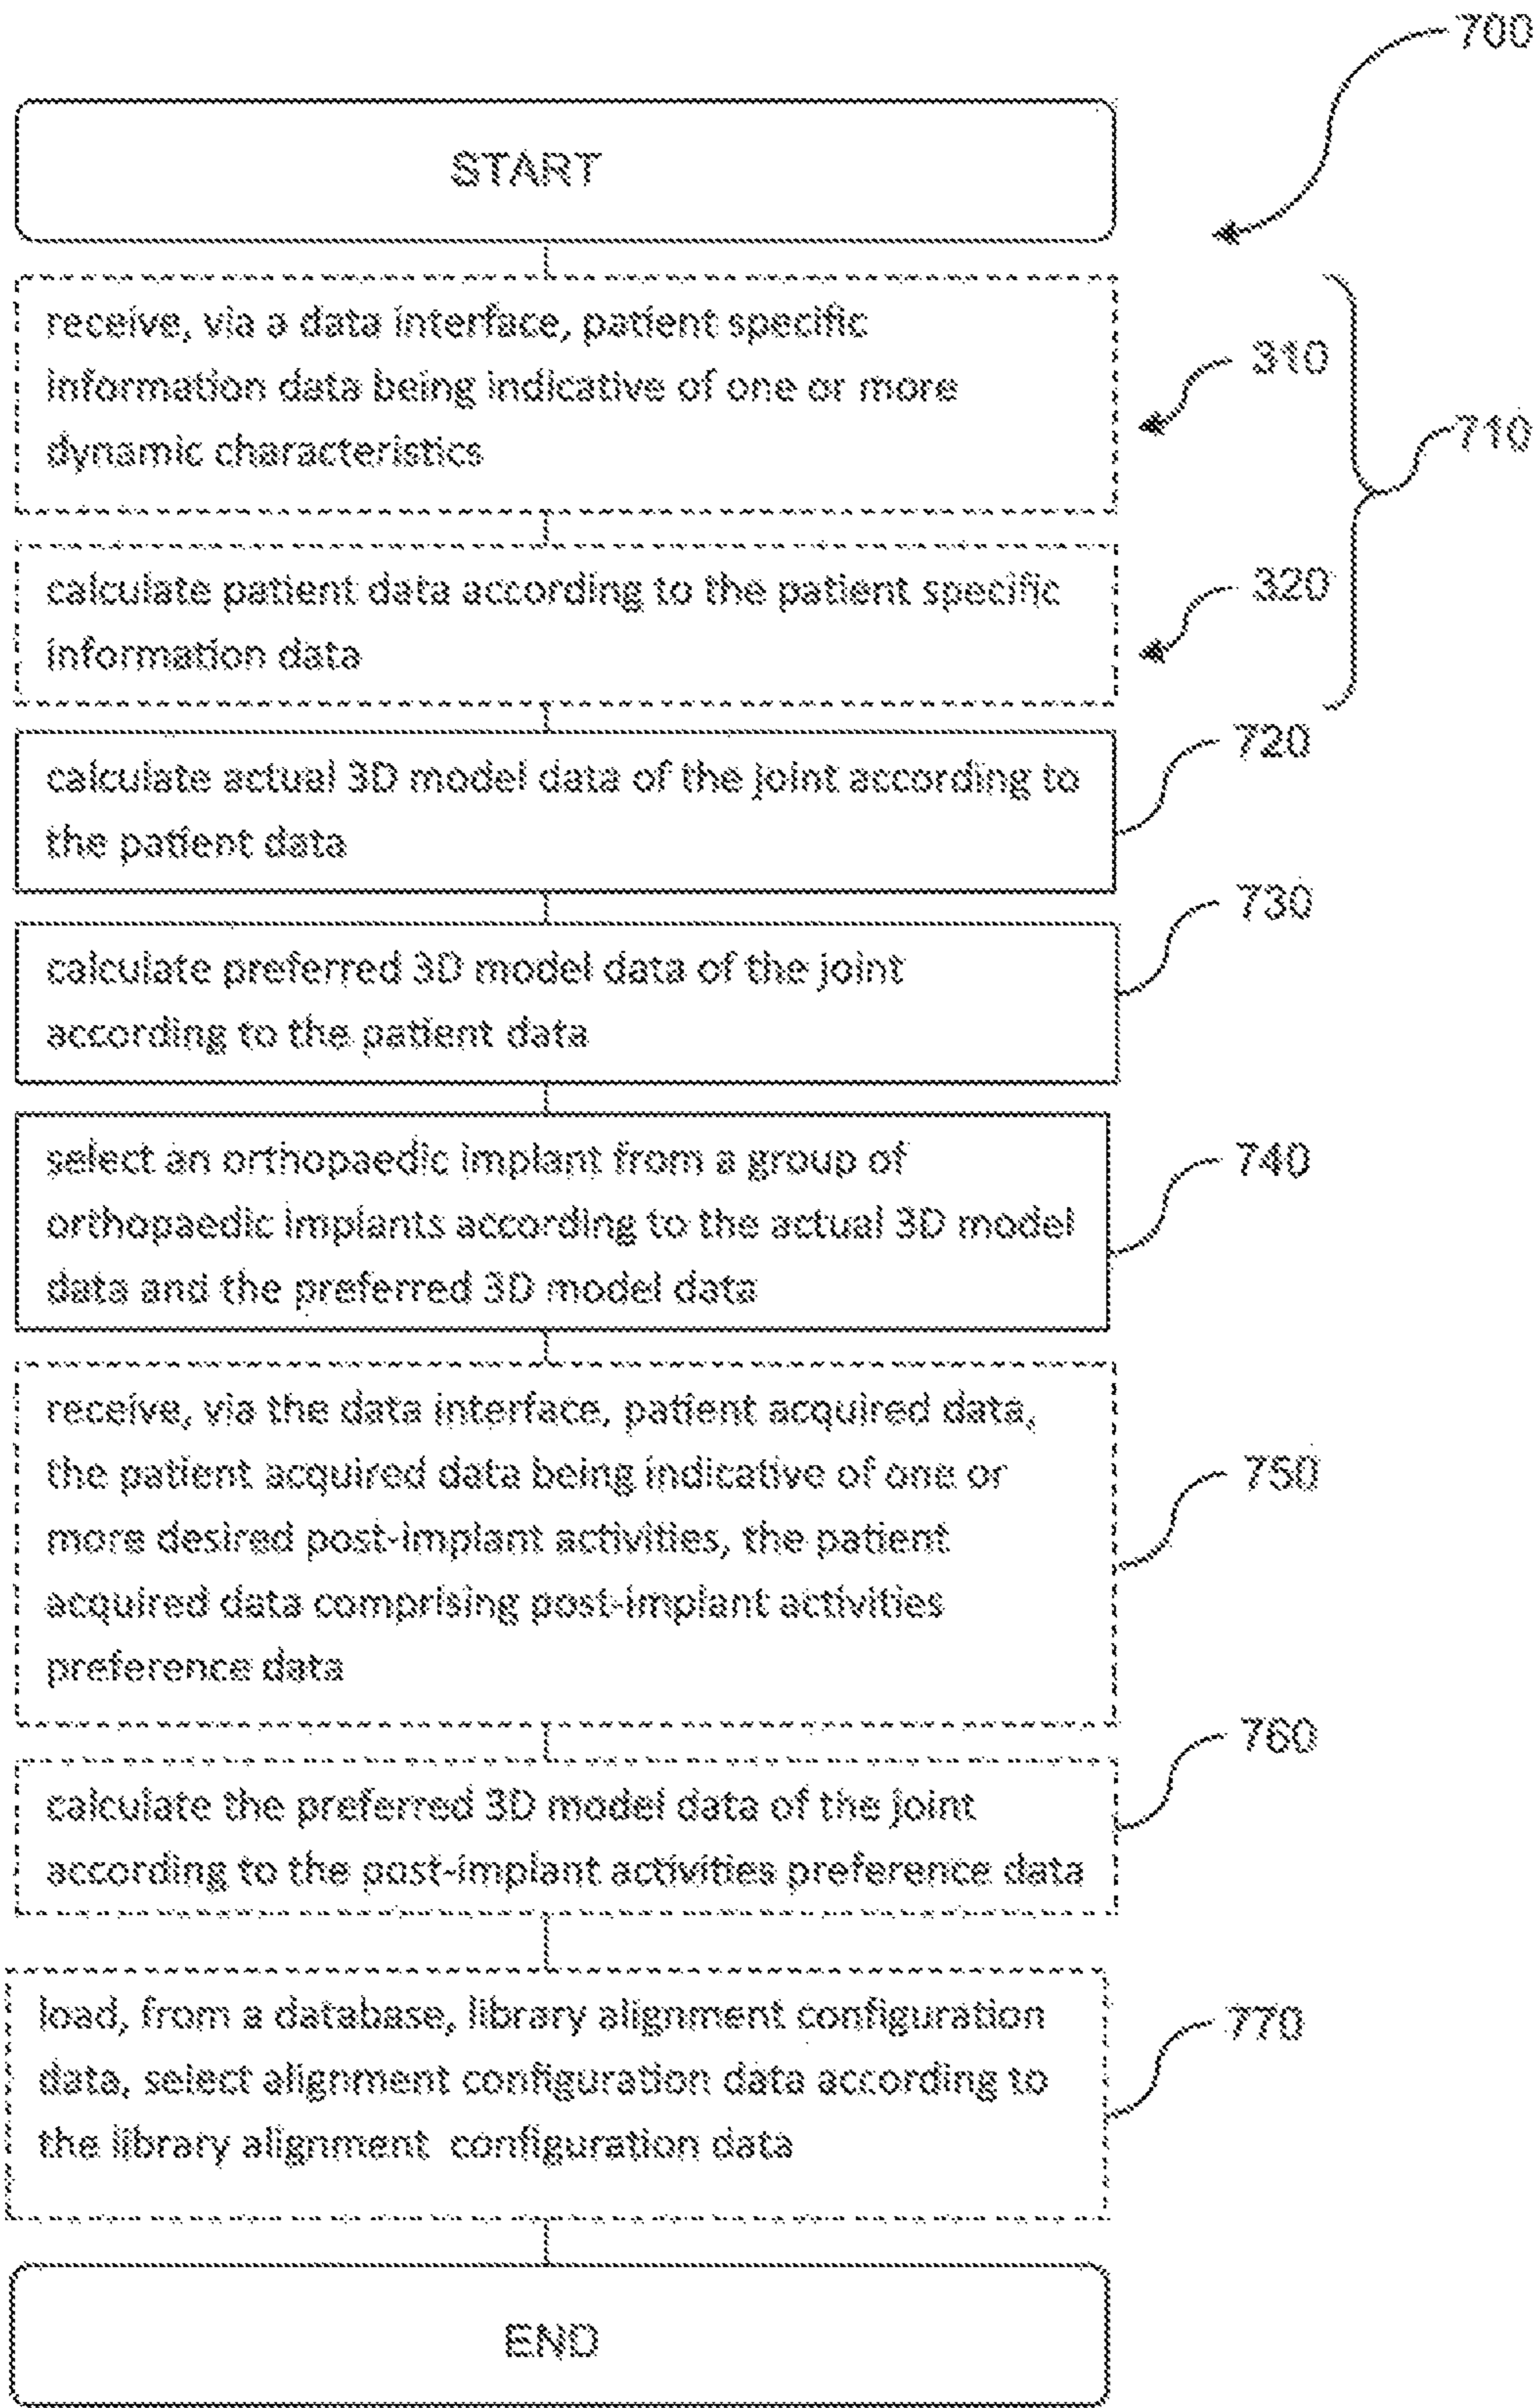 700
START
receive, via a data interface, patient specific
information data being indicative of one or more
dynamic characteristics
310
710
calculate patient data according to the patient specific
information data
320
calculate actual 3D model data of the joint according to
the patient data
720
calculate preferred 3D model data of the joint
according to the patient data
730
select an orthopaedic implant from a group of
orthopaedic implants according to the actual 3D model
data and the preferred 3D model data
740
receive, via the data interface, patient acquired data,
the patient acquired data being indicative of one or
more desired post-implant activities, the patient
acquired data comprising post-implant activities
preference data
750
calculate the preferred 3D model data of the joint
according to the post-implant activities preference data
760
load, from a database, library alignment configuration
data, select alignment configuration data according to
the library alignment configuration data
770
END